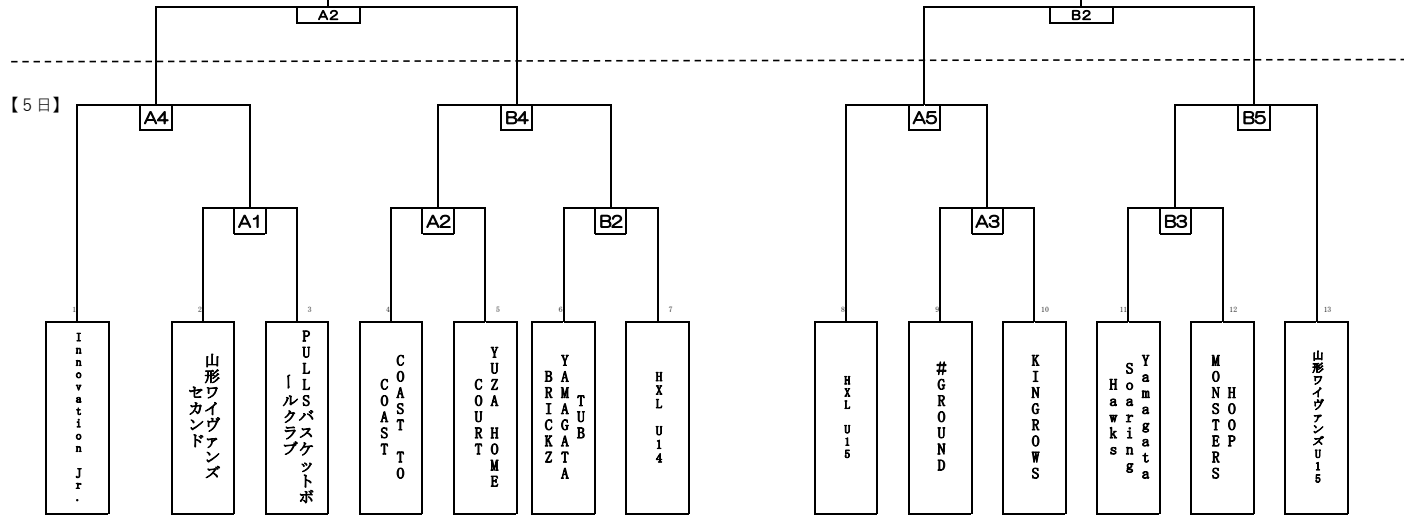 A2
B2
【5日】
A4
B4
A5
B5
A1
A2
B2
A3
B3
1
2
3
4
5
6
7
8
9
10
11
12
13
Innovation Jr.
山形ワイヴァンズ
セカンド
PULLSバスケットボ
ールクラブ
COAST TO
COAST
YUZA HOME
COURT
TUB
YAMAGATA
BRICKZ
HXL U14
HXL U15
#GROUND
KINGROWS
Yamagata
Soaring
Hawks
HOOP
MONSTERS
山形ワイヴァンズU15